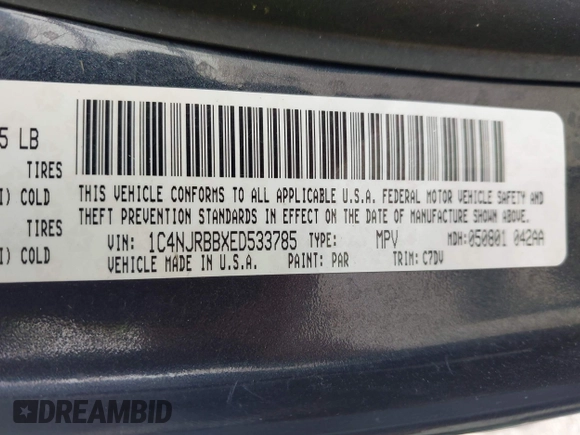 5 LB
TIRES
I) COLD
TIRES
I) COLD
THIS VEHICLE CONFORMS TO ALL APPLICABLE U.S.A. FEDERAL MOTOR VEHICLE SAFETY AND
THEFT PREVENTION STANDARDS IN EFFECT ON THE DATE OF MANUFACTURE SHOWN ABOVE.
VIN: 1C4NJRBBXED533785 TYPE: MPV MDH:050801 042AA
VEHICLE MADE IN U.S.A. PAINT: PAR TRIM: C7DV
DREAMBID